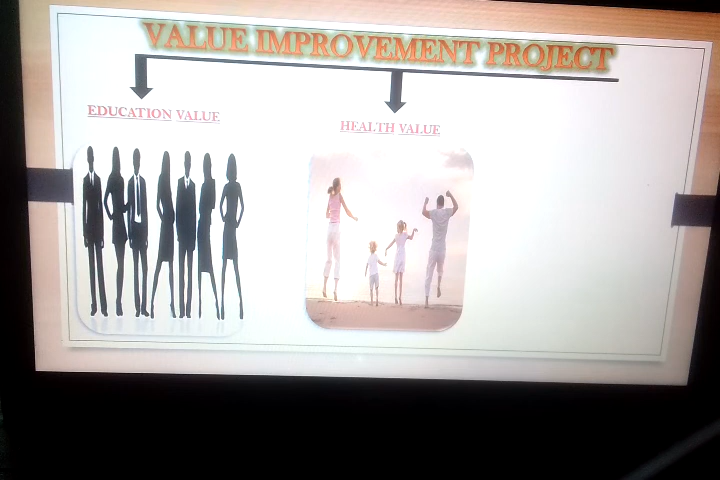 VALUE IMPROVEMENT PROJECT
EDUCATION VALUE
HEALTH VALUE